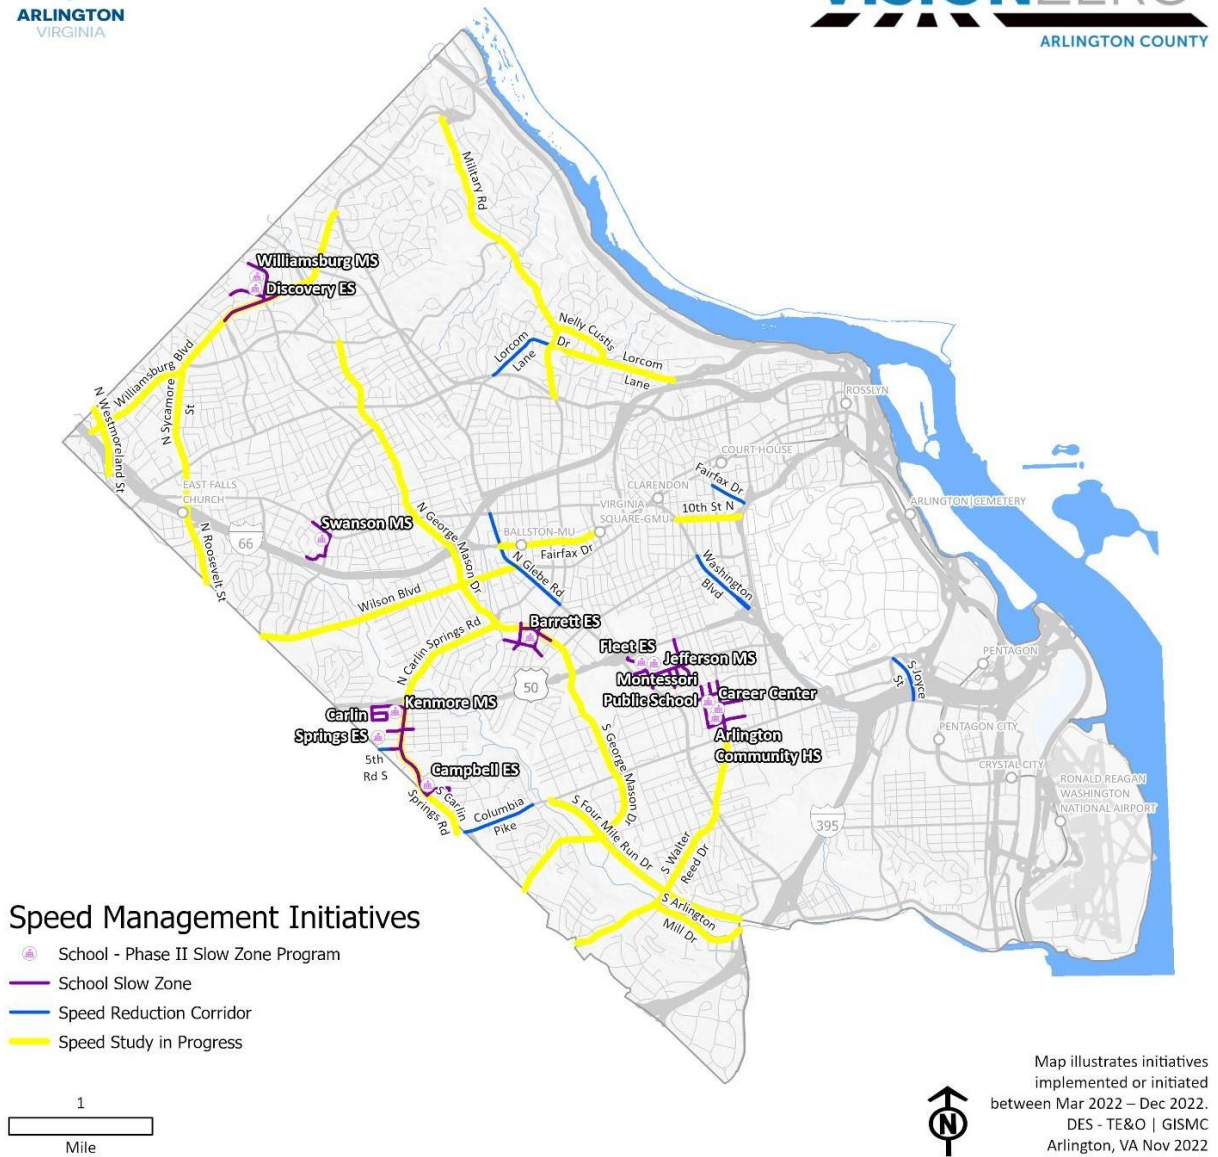 ARLINGTON
VIRGINIA
VISIONZERO
ARLINGTON COUNTY
Military Rd
Williamsburg MS
Discovery ES
Nelly Custis
Dr
Lorcom
Lane
Lorcom
Lane
Williamsburg Blvd
N Sycamore
St
N Westmoreland St
ROSSLYN
COURT HOUSE
Fairfax Dr
CLARENDON
EAST FALLS
CHURCH
VIRGINIA
SQUARE-GMU
10th St N
ARLINGTON CEMETERY
Swanson MS
N George Mason Dr
BALLSTON-MU
Fairfax Dr
66
N Roosevelt St
N Glebe Rd
Washington
Blvd
Wilson Blvd
Barrett ES
N Carlin Springs Rd
Fleet ES
Jefferson MS
PENTAGON
Montessori
Public School
50
Career Center
S Joyce
St
Kenmore MS
Carlin
Springs ES
Arlington
Community HS
PENTAGON CITY
5th
Rd S
Campbell ES
S George Mason Dr
CRYSTAL CITY
RONALD REAGAN
WASHINGTON
NATIONAL AIRPORT
S Carlin
Springs Rd
Columbia
Pike
S Four Mile Run Dr
S Walter
Reed Dr
395
S Arlington
Mill Dr
Speed Management Initiatives
School - Phase II Slow Zone Program
School Slow Zone
Speed Reduction Corridor
Speed Study in Progress
1
Mile
N
Map illustrates initiatives
implemented or initiated
between Mar 2022 – Dec 2022.
DES - TE&O | GISMC
Arlington, VA Nov 2022